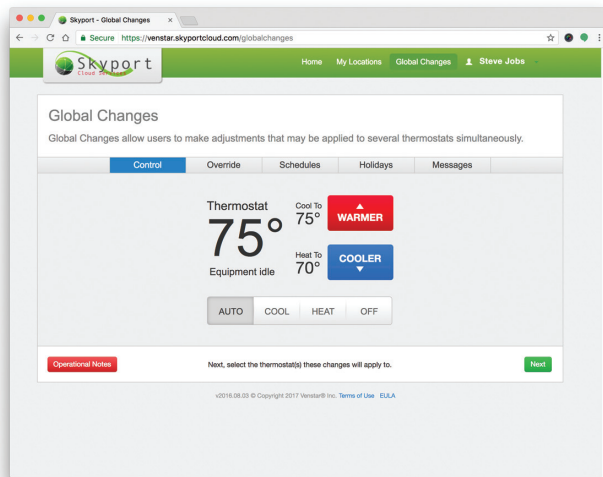 Skyport - Global Changes
Secure https://venstar.skyportcloud.com/globalchanges
Skyport
Cloud Services
Home My Locations Global Changes Steve Jobs
Global Changes
Global Changes allow users to make adjustments that may be applied to several thermostats simultaneously.
Control Override Schedules Holidays Messages
Thermostat
75°
Equipment idle
Cool To
75°
WARMER
Heat To
70°
COOLER
AUTO COOL HEAT OFF
Operational Notes Next, select the thermostat(s) these changes will apply to. Next
v2016.08.03 © Copyright 2017 Venstar® Inc. Terms of Use EULA